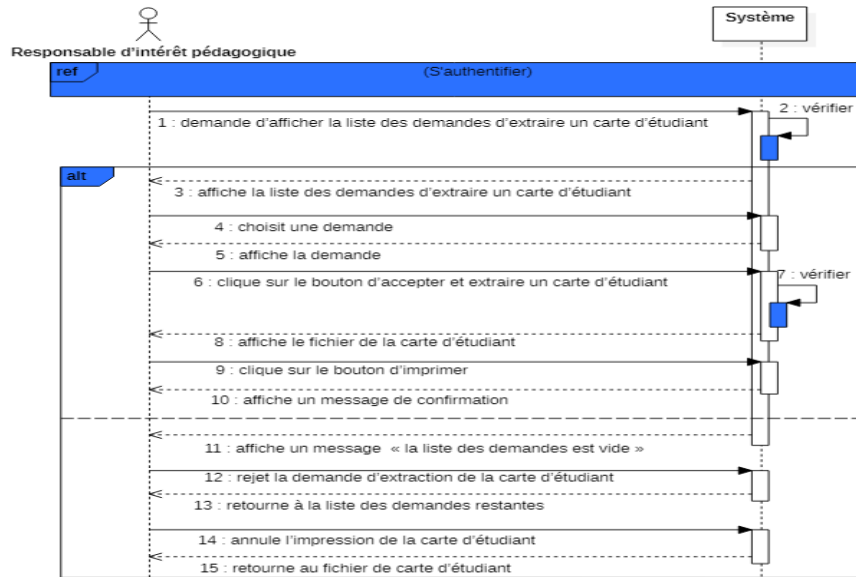 Système
Responsable d'intérêt pédagogique
ref
(S'authentifier)
2 : vérifier
1 : demande d'afficher la liste des demandes d'extraire un carte d'étudiant
alt
3 : affiche la liste des demandes d'extraire un carte d'étudiant
4 : choisit une demande
5 : affiche la demande
7 : vérifier
6 : clique sur le bouton d'accepter et extraire un carte d'étudiant
8 : affiche le fichier de la carte d'étudiant
9 : clique sur le bouton d'imprimer
10 : affiche un message de confirmation
11 : affiche un message « la liste des demandes est vide »
12 : rejet la demande d'extraction de la carte d'étudiant
13 : retourne à la liste des demandes restantes
14 : annule l'impression de la carte d'étudiant
15 : retourne au fichier de carte d'étudiant